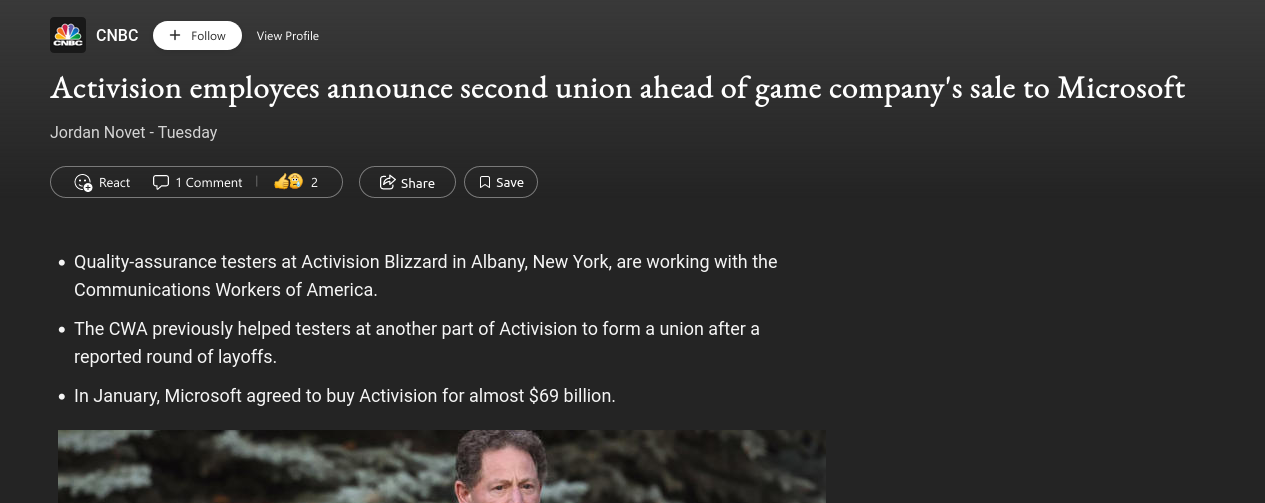 CNBC
CNBC
+ Follow
View Profile
Activision employees announce second union ahead of game company's sale to Microsoft
Jordan Novet - Tuesday
React
1 Comment
2
Share
Save
• Quality-assurance testers at Activision Blizzard in Albany, New York, are working with the
Communications Workers of America.
• The CWA previously helped testers at another part of Activision to form a union after a
reported round of layoffs.
• In January, Microsoft agreed to buy Activision for almost $69 billion.